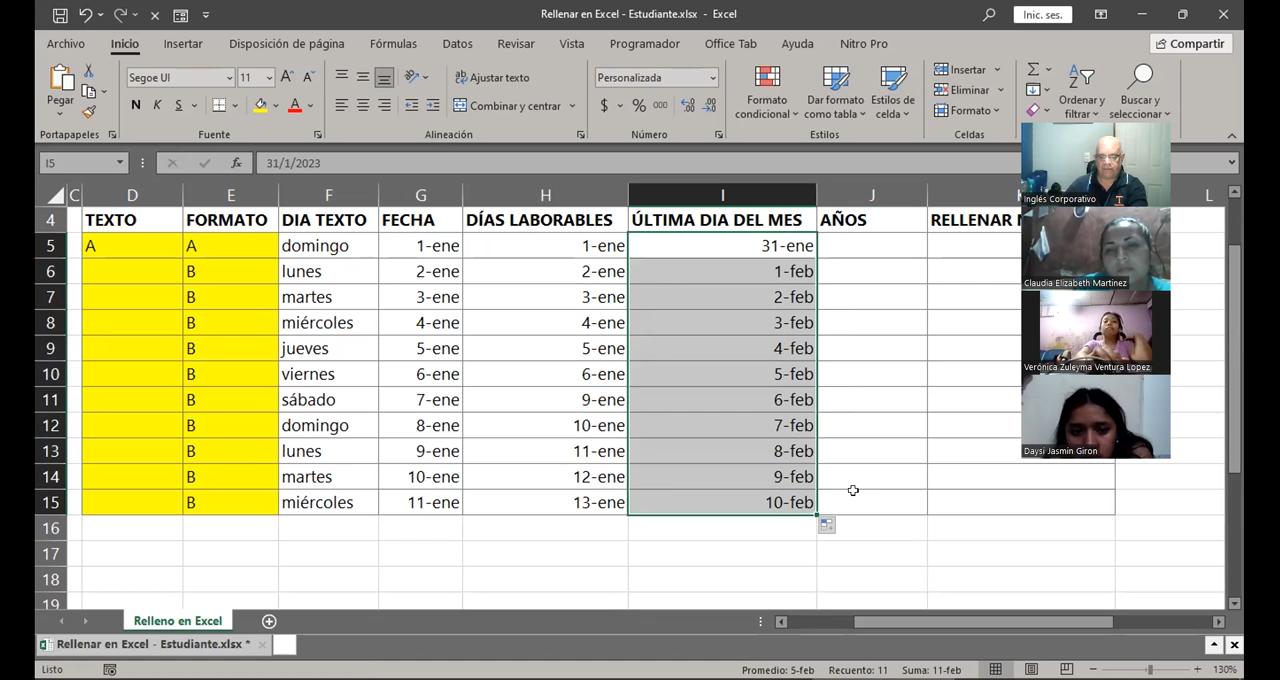 Rellenar en Excel - Estudiante.xlsx - Excel
Inic. ses.
Archivo Inicio Insertar Disposición de página Fórmulas Datos Revisar Vista Programador Office Tab Ayuda Nitro Pro Compartir
Pegar
Segoe UI 11
N K S
Ajustar texto
Combinar y centrar
Personalizada
$ % 000
Formato condicional
Dar formato como tabla
Estilos de celda
Insertar
Eliminar
Formato
Ordenar y filtrar
Buscar y seleccionar
Portapapeles Fuente Alineación Número Estilos Celdas
I5 fx 31/1/2023
C D E F G H I J K L
4 TEXTO FORMATO DIA TEXTO FECHA DÍAS LABORABLES ÚLTIMA DIA DEL MES AÑOS RELLENAR
5 A A domingo 1-ene 1-ene 31-ene
6 B lunes 2-ene 2-ene 1-feb
7 B martes 3-ene 3-ene 2-feb
8 B miércoles 4-ene 4-ene 3-feb
9 B jueves 5-ene 5-ene 4-feb
10 B viernes 6-ene 6-ene 5-feb
11 B sábado 7-ene 9-ene 6-feb
12 B domingo 8-ene 10-ene 7-feb
13 B lunes 9-ene 11-ene 8-feb
14 B martes 10-ene 12-ene 9-feb
15 B miércoles 11-ene 13-ene 10-feb
16
17
18
19
Inglés Corporativo
Claudia Elizabeth Martinez
Verónica Zuleyma Ventura Lopez
Daysi Jasmin Giron
Relleno en Excel
Rellenar en Excel - Estudiante.xlsx *
Listo Promedio: 5-feb Recuento: 11 Suma: 11-feb 130%